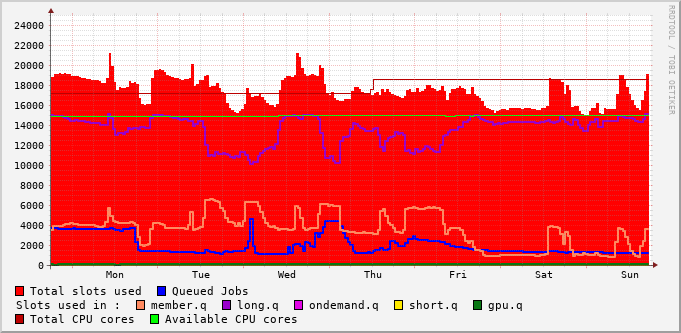 24000
22000
20000
18000
16000
14000
12000
10000
8000
6000
4000
2000
0
Mon Tue Wed Thu Fri Sat Sun
RRDTOOL / TOBI OETIKER
Total slots used Queued Jobs
Slots used in : member.q long.q ondemand.q short.q gpu.q
Total CPU cores Available CPU cores